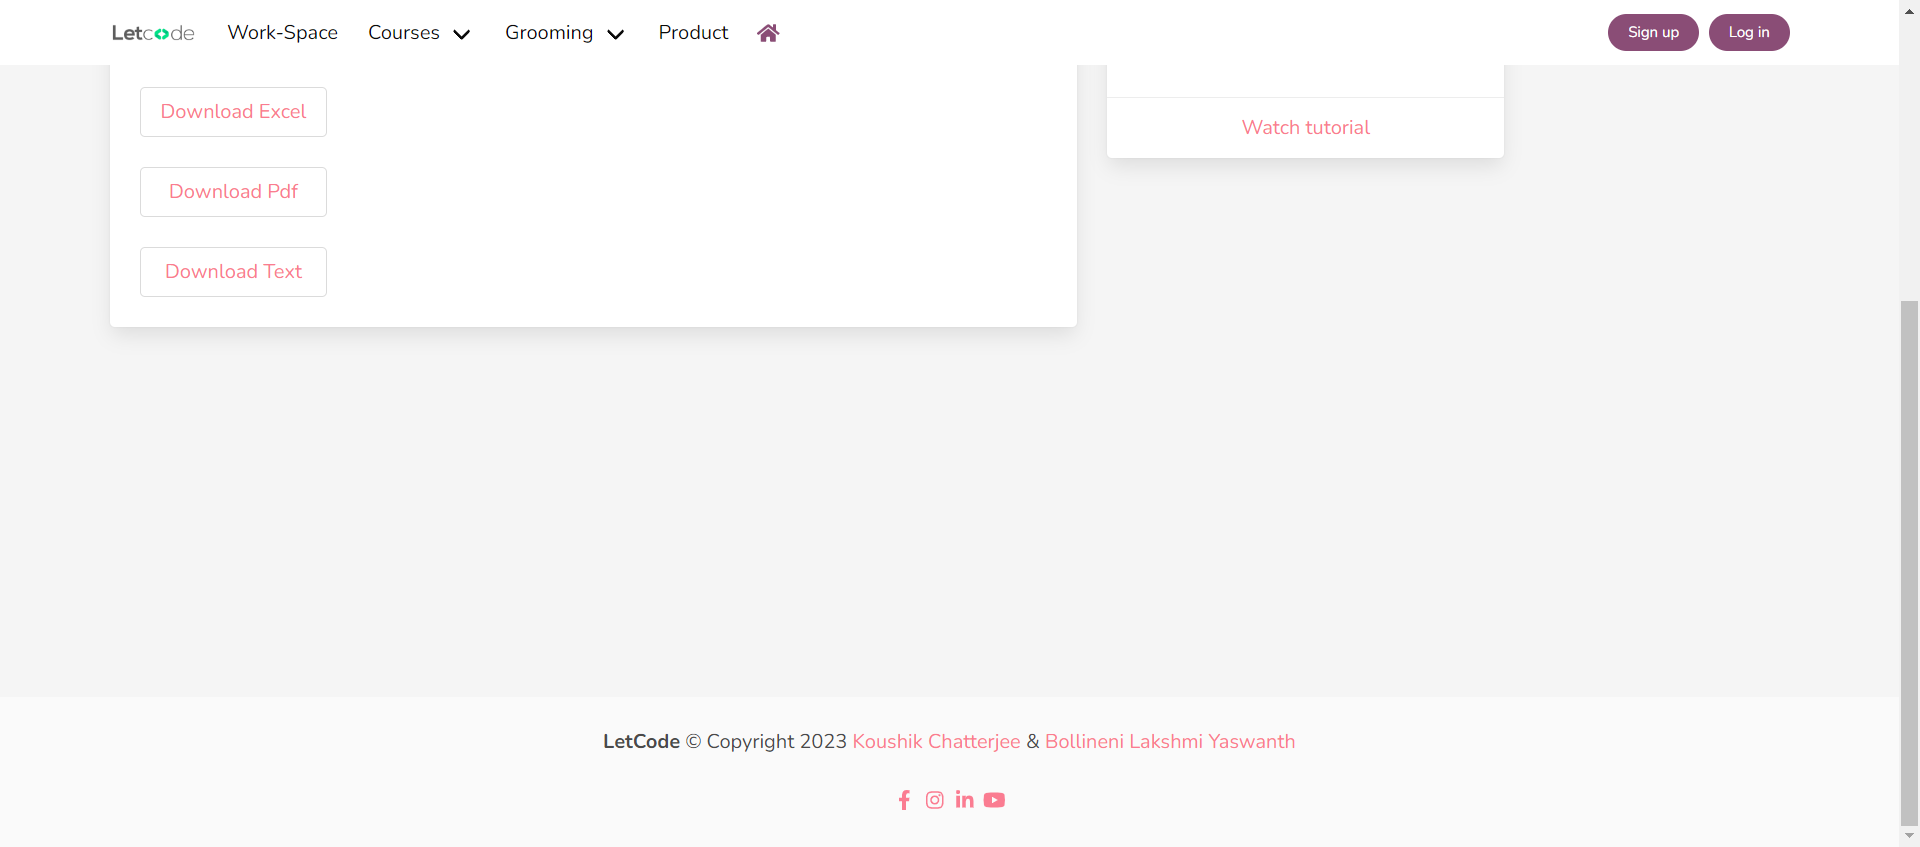 Letcode Work-Space Courses Grooming Product Sign up Log in
Download Excel
Watch tutorial
Download Pdf
Download Text
LetCode © Copyright 2023 Koushik Chatterjee & Bollineni Lakshmi Yaswanth